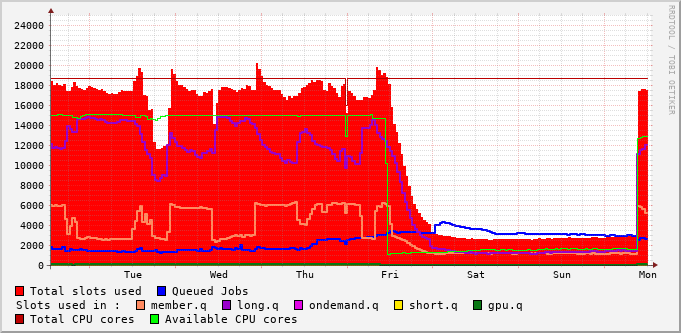 RRDTOOL / TOBI OETIKER
24000
22000
20000
18000
16000
14000
12000
10000
8000
6000
4000
2000
0
Tue Wed Thu Fri Sat Sun Mon
Total slots used Queued Jobs
Slots used in : member.q long.q ondemand.q short.q gpu.q
Total CPU cores Available CPU cores